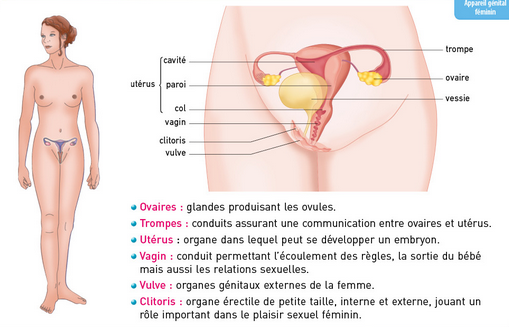 Appareil génital
féminin
cavité
utérus
paroi
col
vagin
clitoris
vulve
trompe
ovaire
vessie
Ovaires : glandes produisant les ovules.
Trompes : conduits assurant une communication entre ovaires et utérus.
Utérus : organe dans lequel peut se développer un embryon.
Vagin : conduit permettant l'écoulement des règles, la sortie du bébé
mais aussi les relations sexuelles.
Vulve : organes génitaux externes de la femme.
Clitoris : organe érectile de petite taille, interne et externe, jouant un
rôle important dans le plaisir sexuel féminin.